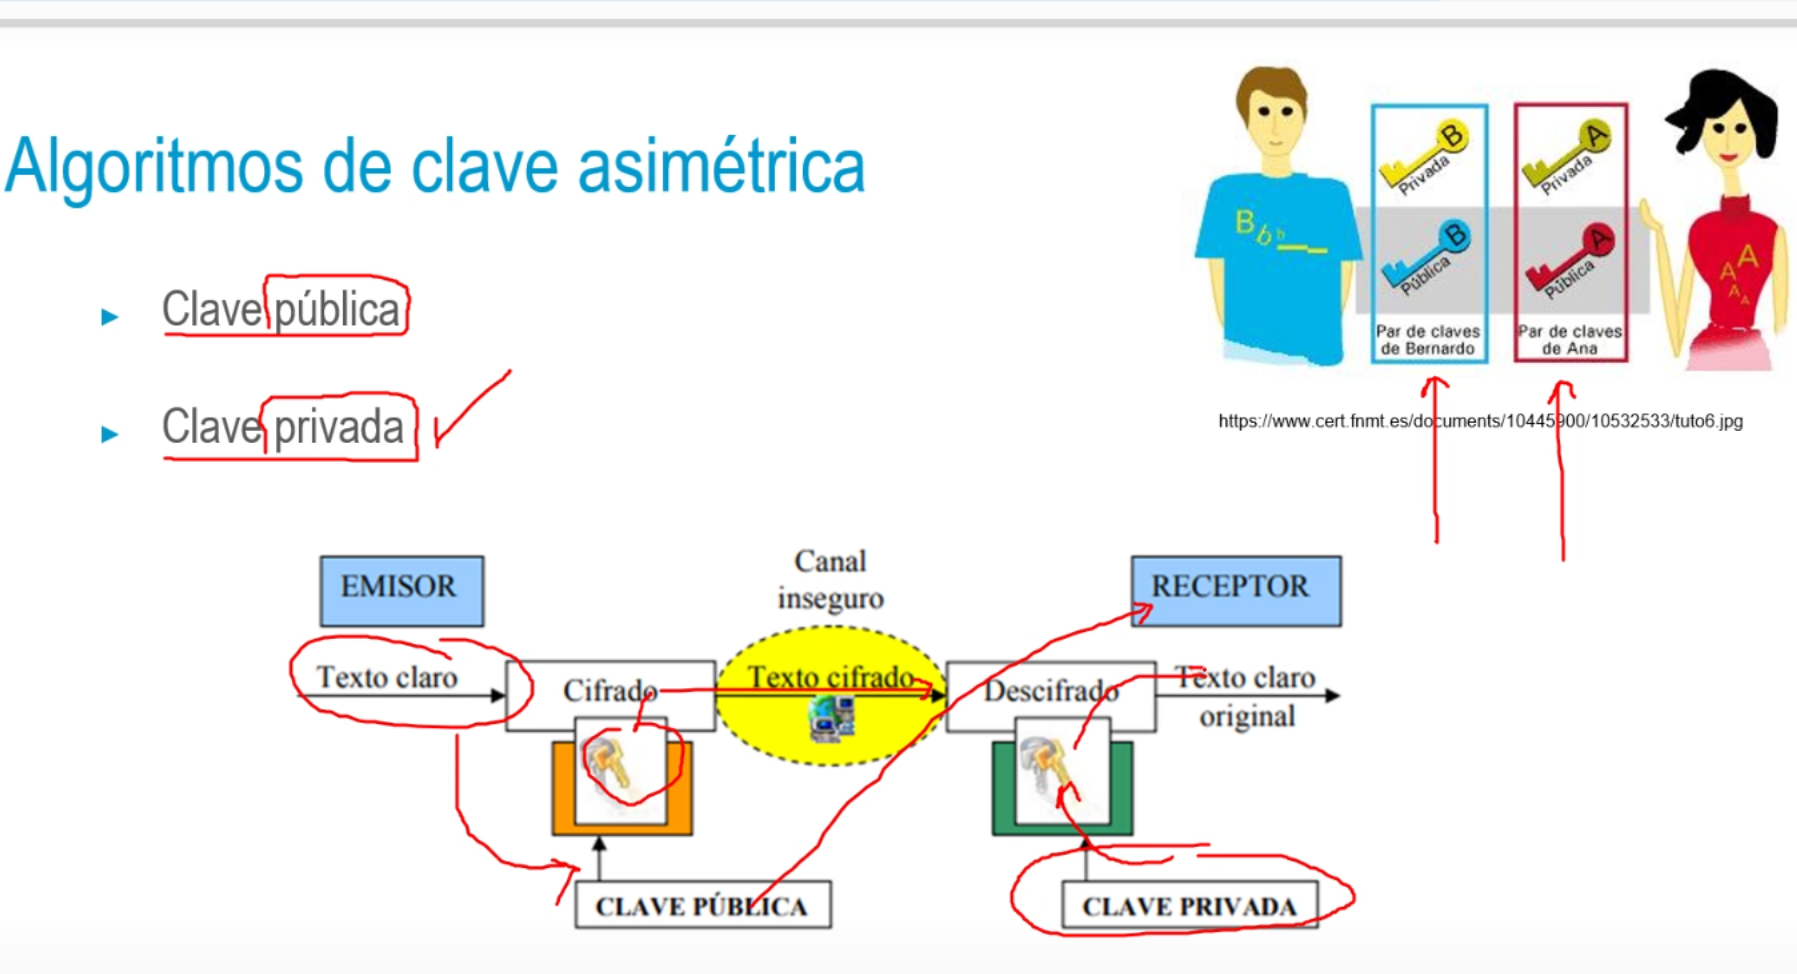 Algoritmos de clave asimétrica
Clave pública
Clave privada
B b b
B
Privada
A
Privada
B
Pública
A
Pública
A A A A
Par de claves
de Bernardo
Par de claves
de Ana
https://www.cert.fnmt.es/documents/10445900/10532533/tuto6.jpg
EMISOR
Canal
inseguro
RECEPTOR
Texto claro
Cifrado
Texto cifrado
Descifrado
Texto claro
original
CLAVE PÚBLICA
CLAVE PRIVADA